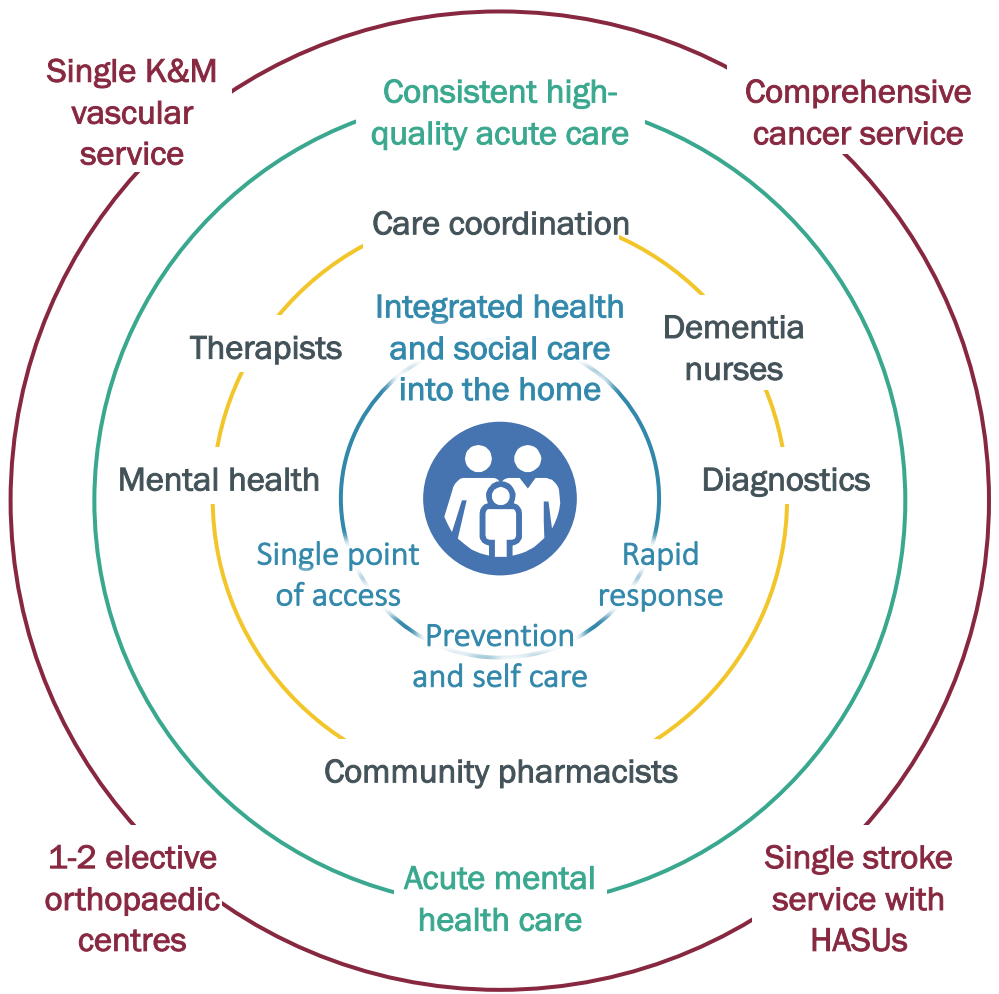 Single K&M
vascular
service
Consistent high-
quality acute care
Comprehensive
cancer service
Care coordination
Integrated health
and social care
into the home
Therapists
Dementia
nurses
Mental health
Diagnostics
Single point
of access
Rapid
response
Prevention
and self care
Community pharmacists
1-2 elective
orthopaedic
centres
Acute mental
health care
Single stroke
service with
HASUs